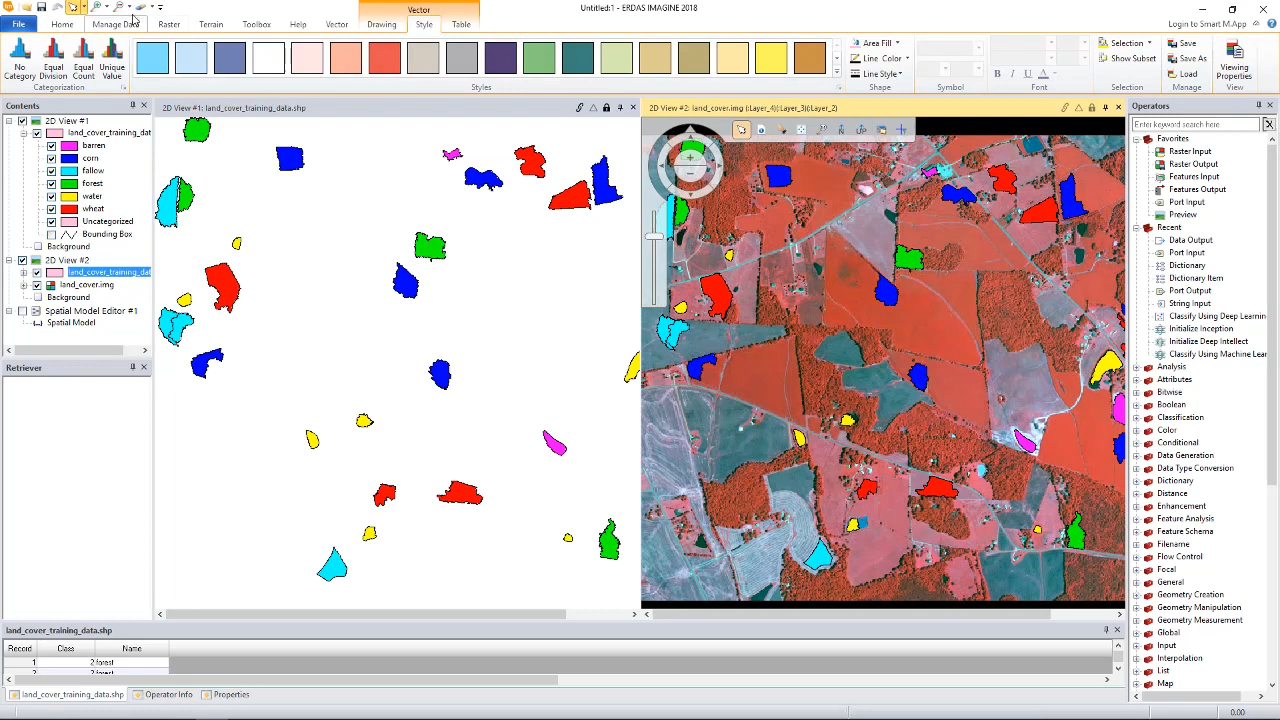 Untitled:1 - ERDAS IMAGINE 2018
Vector
File Home Manage Data Raster Terrain Toolbox Help Vector Drawing Style Table
Login to Smart M.App
No Category
Equal Division
Equal Count
Unique Value
Categorization
Styles
Area Fill
Line Color
Line Style
Shape
Font
Selection
Show Subset
Selection
Save
Save As
Load
Manage
Viewing Properties
View
Contents
2D View #1
land_cover_training_dat
barren
corn
fallow
forest
water
wheat
Uncategorized
Bounding Box
Background
2D View #2
land_cover_training_da
land_cover.img
Background
Spatial Model Editor #1
Spatial Model
Retriever
2D View #1: land_cover_training_data.shp
2D View #2: land_cover.img (:Layer_4)(:Layer_3)(:Layer_2)
Operators
Enter keyword search here
Favorites
Raster Input
Raster Output
Features Input
Features Output
Port Input
Preview
Recent
Data Output
Port Input
Dictionary
Dictionary Item
Port Output
String Input
Classify Using Deep Learnin
Initialize Inception
Initialize Deep Intellect
Classify Using Machine Lea
Analysis
Attributes
Bitwise
Boolean
Classification
Color
Conditional
Data Generation
Data Type Conversion
Dictionary
Distance
Enhancement
Feature Analysis
Feature Schema
Filename
Flow Control
Focal
General
Geometry Creation
Geometry Manipulation
Geometry Measurement
Global
Input
Interpolation
List
Map
land_cover_training_data.shp
Record Class Name
1 2 forest
land_cover_training_data.shp Operator Info Properties
0.00